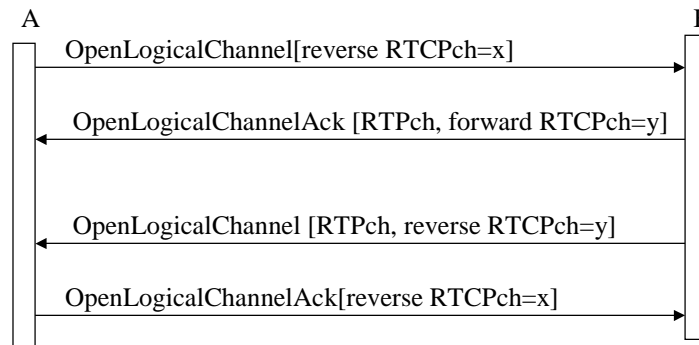 A
OpenLogicalChannel[reverse RTCPch=x]
OpenLogicalChannelAck [RTPch, forward RTCPch=y]
OpenLogicalChannel [RTPch, reverse RTCPch=y]
OpenLogicalChannelAck[reverse RTCPch=x]